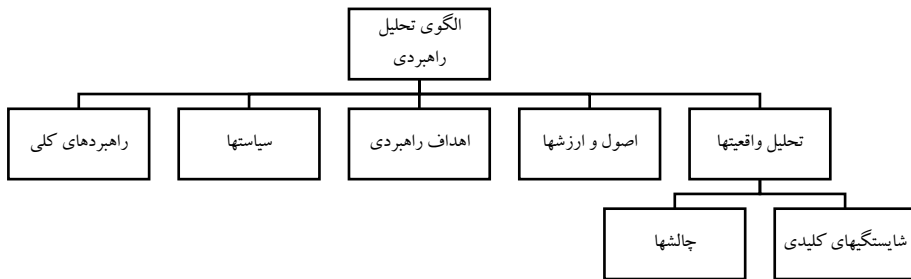 الگوی تحلیل
راهبردی
تحلیل واقعیتها
اصول و ارزشها
اهداف راهبردی
سیاستها
راهبردهای کلی
شایستگیهای کلیدی
چالشها